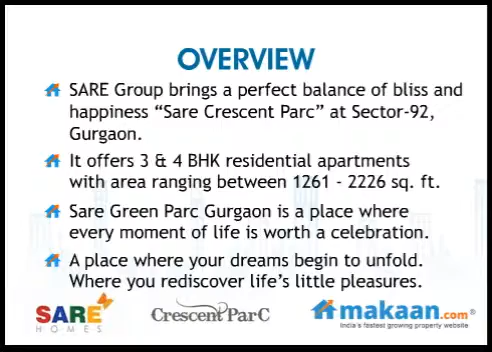 OVERVIEW
SARE Group brings a perfect balance of bliss and
happiness “Sare Crescent Parc” at Sector-92,
Gurgaon.
It offers 3 & 4 BHK residential apartments
with area ranging between 1261 - 2226 sq. ft.
Sare Green Parc Gurgaon is a place where
every moment of life is worth a celebration.
A place where your dreams begin to unfold.
Where you rediscover life’s little pleasures.
SARE
HOMES
Crescent ParC
makaan.com®
India's fastest growing property website